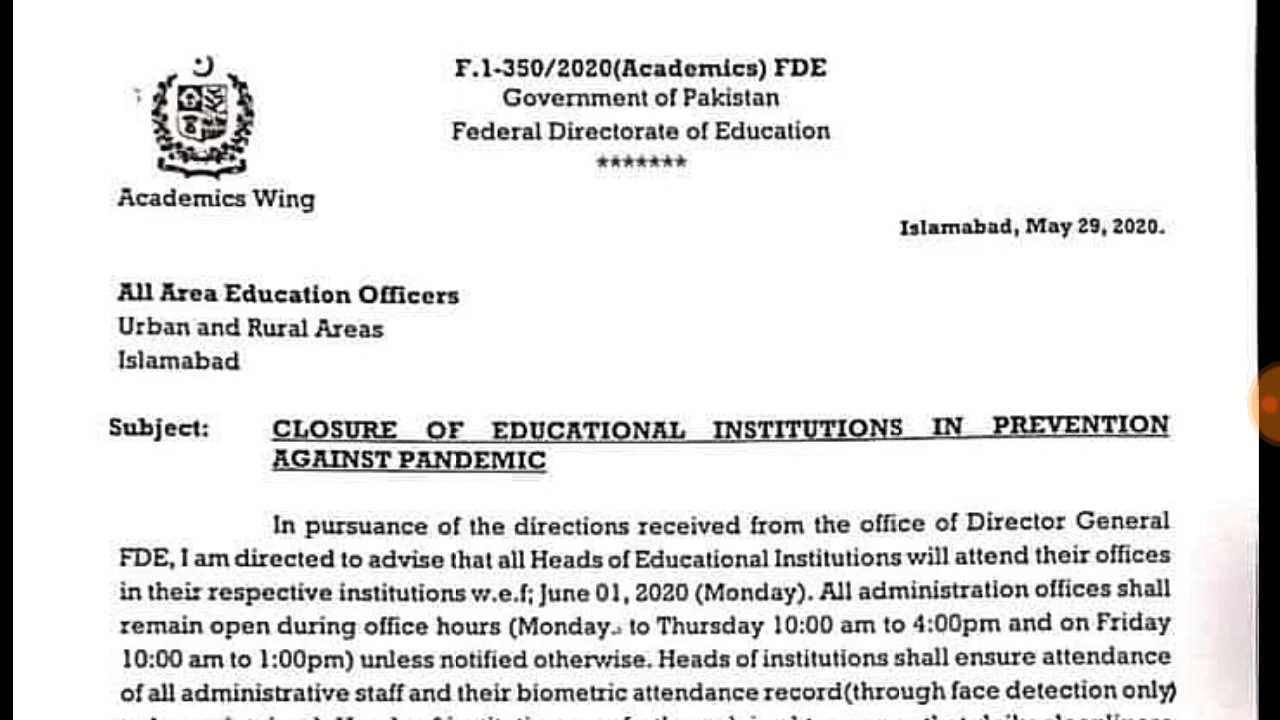 F.1-350/2020(Academics) FDE
Government of Pakistan
Federal Directorate of Education
*******
Academics Wing
Islamabad, May 29, 2020.
All Area Education Officers
Urban and Rural Areas
Islamabad
Subject: CLOSURE OF EDUCATIONAL INSTITUTIONS IN PREVENTION
AGAINST PANDEMIC
In pursuance of the directions received from the office of Director General
FDE, I am directed to advise that all Heads of Educational Institutions will attend their offices
in their respective institutions w.e.f; June 01, 2020 (Monday). All administration offices shall
remain open during office hours (Monday. to Thursday 10:00 am to 4:00pm and on Friday
10:00 am to 1:00pm) unless notified otherwise. Heads of institutions shall ensure attendance
of all administrative staff and their biometric attendance record(through face detection only)